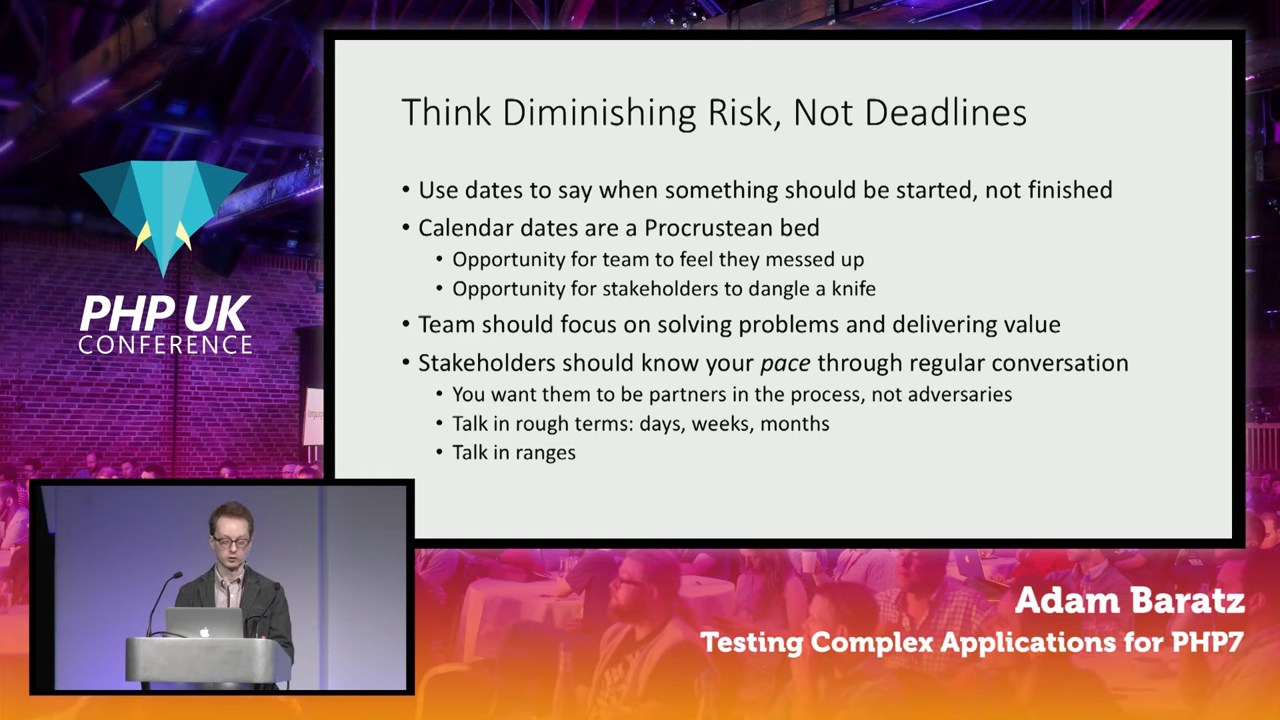 Think Diminishing Risk, Not Deadlines
• Use dates to say when something should be started, not finished
• Calendar dates are a Procrustean bed
• Opportunity for team to feel they messed up
• Opportunity for stakeholders to dangle a knife
• Team should focus on solving problems and delivering value
• Stakeholders should know your pace through regular conversation
• You want them to be partners in the process, not adversaries
• Talk in rough terms: days, weeks, months
• Talk in ranges
PHP UK
CONFERENCE
Adam Baratz
Testing Complex Applications for PHP7